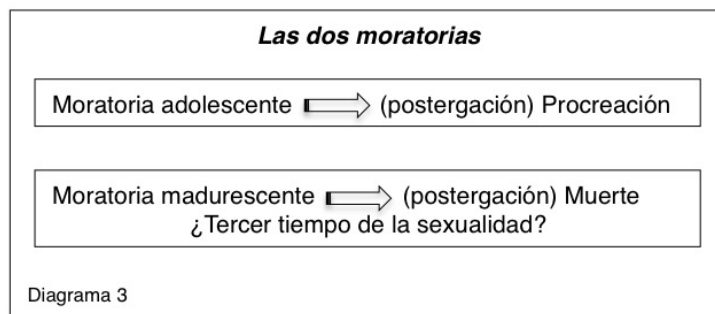 Las dos moratorias
Moratoria adolescente (postergación) Procreación
Moratoria madurescente (postergación) Muerte
¿Tercer tiempo de la sexualidad?
Diagrama 3